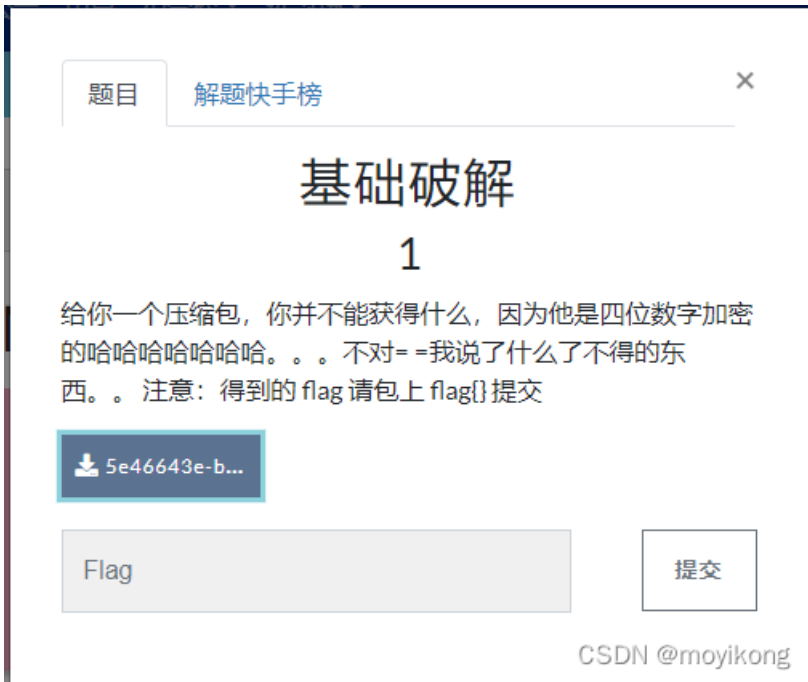 题目 解题快手榜 ×
基础破解
1
给你一个压缩包，你并不能获得什么，因为他是四位数字加密
的哈哈哈哈哈哈哈。。。不对= =我说了什么了不得的东
西。。 注意：得到的 flag 请包上 flag{} 提交
5e46643e-b...
Flag 提交
CSDN @moyikong